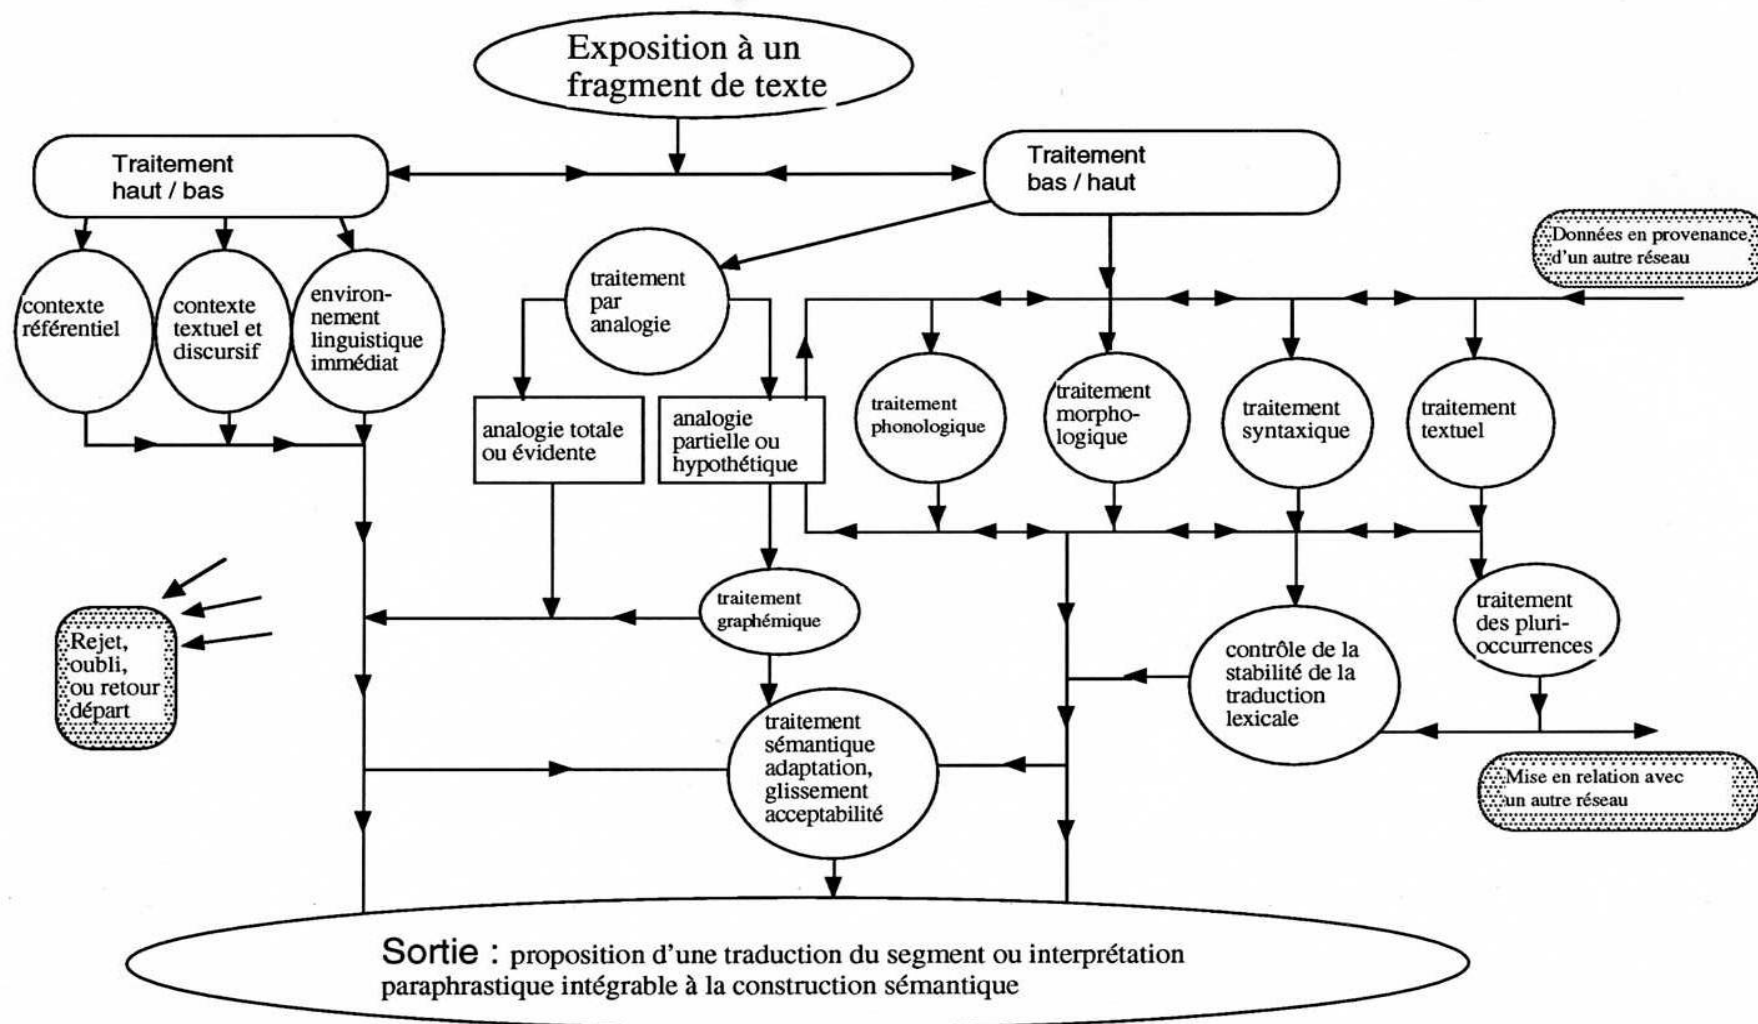 Exposition à un
fragment de texte
Traitement
haut / bas
Traitement
bas / haut
Données en provenance
d'un autre réseau
contexte
référentiel
contexte
textuel et
discursif
environ-
nement
linguistique
immédiat
traitement
par
analogie
analogie totale
ou évidente
analogie
partielle ou
hypothétique
traitement
phonologique
traitement
morpho-
logique
traitement
syntaxique
traitement
textuel
traitement
graphémique
traitement
des pluri-
occurrences
Rejet,
oubli,
ou retour
départ
contrôle de la
stabilité de la
traduction
lexicale
traitement
sémantique
adaptation,
glissement
acceptabilité
Mise en relation avec
un autre réseau
Sortie : proposition d'une traduction du segment ou interprétation
paraphrastique intégrable à la construction sémantique